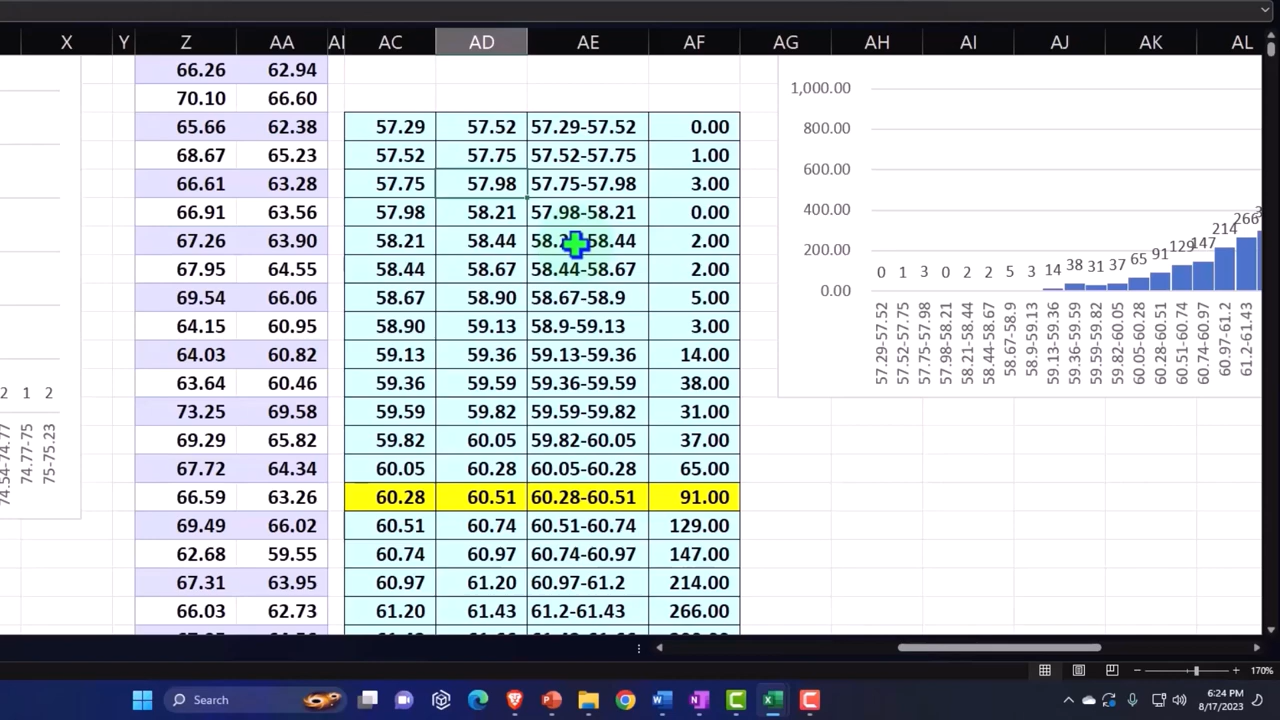 X Y Z AA AC AD AE AF AG AH AI AJ AK AL
66.26 62.94
70.10 66.60
65.66 62.38 57.29 57.52 57.29-57.52 0.00
68.67 65.23 57.52 57.75 57.52-57.75 1.00
66.61 63.28 57.75 57.98 57.75-57.98 3.00
66.91 63.56 57.98 58.21 57.98-58.21 0.00
67.26 63.90 58.21 58.44 58.44 2.00
67.95 64.55 58.44 58.67 58.44-58.67 2.00
69.54 66.06 58.67 58.90 58.67-58.9 5.00
64.15 60.95 58.90 59.13 58.9-59.13 3.00
64.03 60.82 59.13 59.36 59.13-59.36 14.00
63.64 60.46 59.36 59.59 59.36-59.59 38.00
73.25 69.58 59.59 59.82 59.59-59.82 31.00
69.29 65.82 59.82 60.05 59.82-60.05 37.00
67.72 64.34 60.05 60.28 60.05-60.28 65.00
66.59 63.26 60.28 60.51 60.28-60.51 91.00
69.49 66.02 60.51 60.74 60.51-60.74 129.00
62.68 59.55 60.74 60.97 60.74-60.97 147.00
67.31 63.95 60.97 61.20 60.97-61.2 214.00
66.03 62.73 61.20 61.43 61.2-61.43 266.00
1,000.00
800.00
600.00
400.00
200.00
0.00
0 1 3 0 2 2 5 3 14 38 31 37 65 91 129 147 214 266
57.29-57.52
57.52-57.75
57.75-57.98
57.98-58.21
58.21-58.44
58.44-58.67
58.67-58.9
58.9-59.13
59.13-59.36
59.36-59.59
59.59-59.82
59.82-60.05
60.05-60.28
60.28-60.51
60.51-60.74
60.74-60.97
60.97-61.2
61.2-61.43
2 1 2
74.54-74.77
74.77-75
75-75.23
170%
Search
6:24 PM
8/17/2023